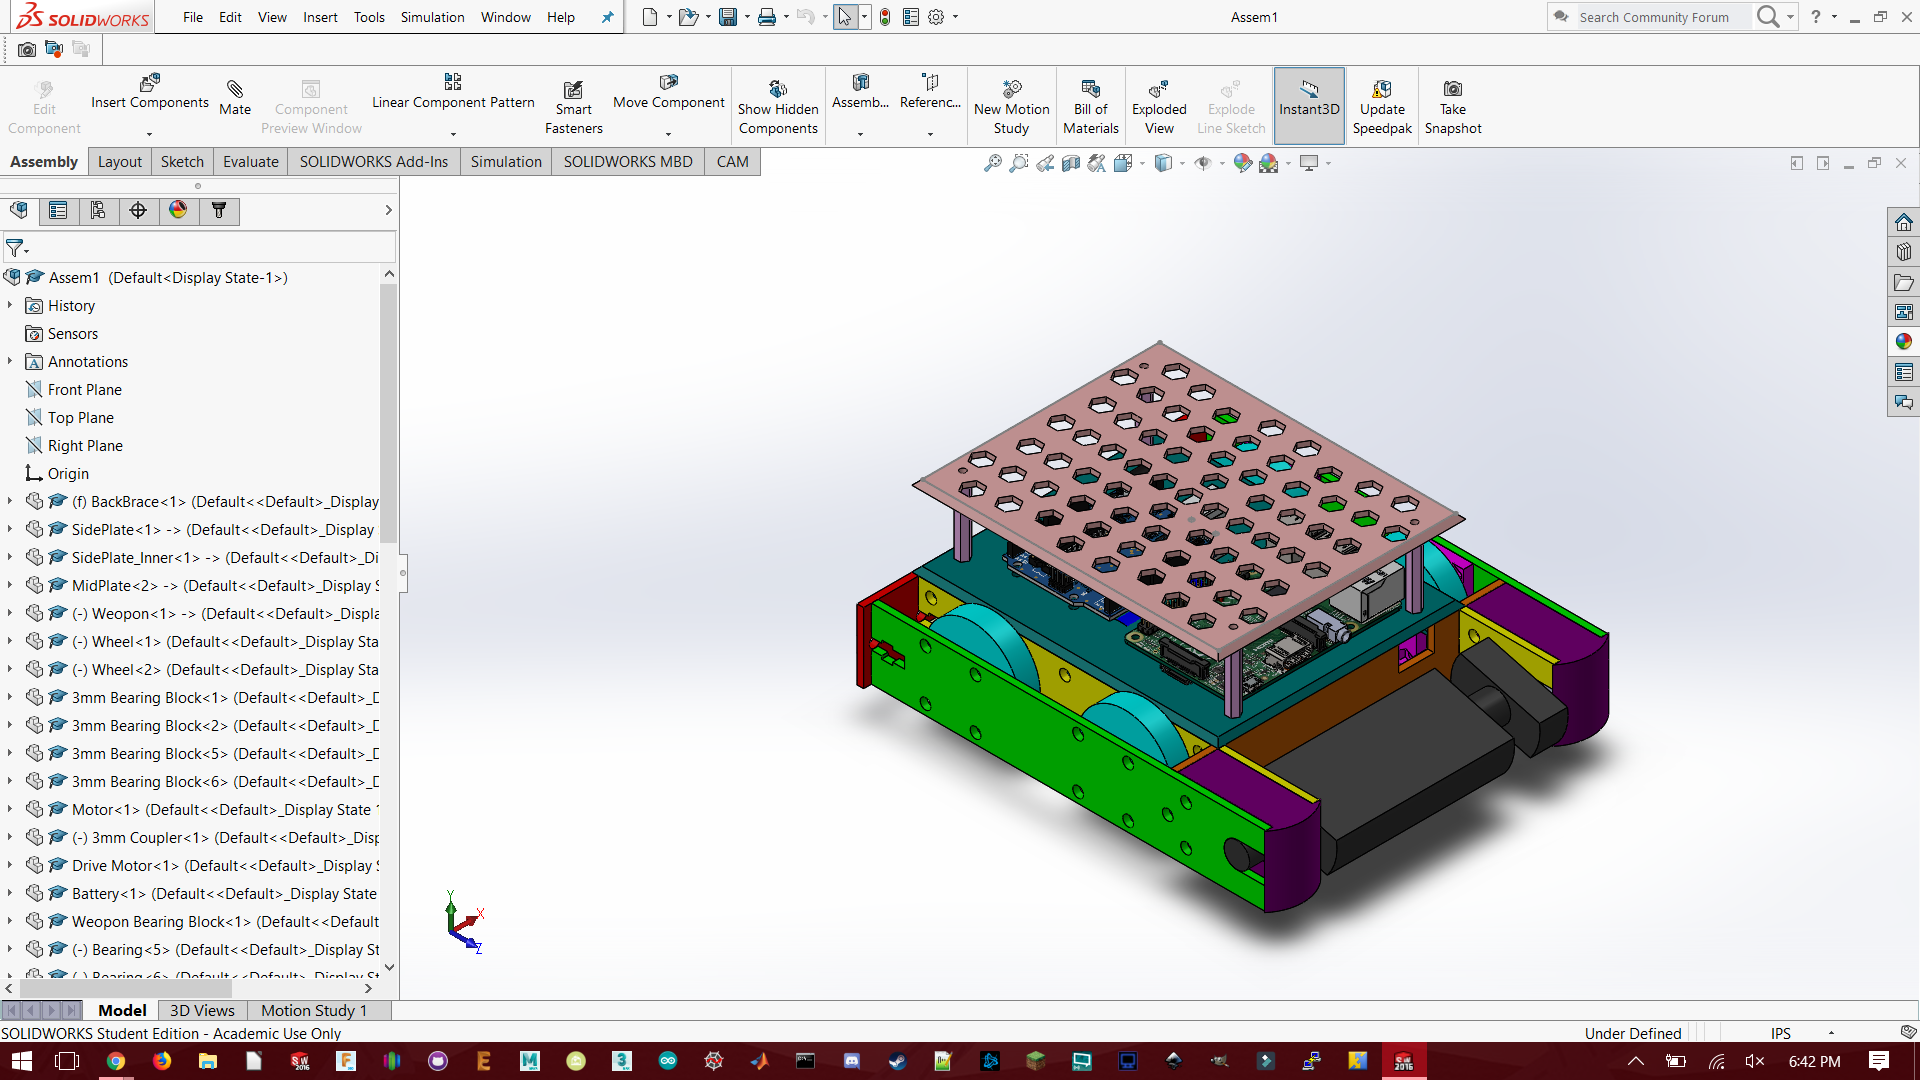 SOLIDWORKS
File Edit View Insert Tools Simulation Window Help
Assem1
Search Community Forum
?
Edit Component
Insert Components
Mate
Component Preview Window
Linear Component Pattern
Smart Fasteners
Move Component
Show Hidden Components
Assemb...
Referenc...
New Motion Study
Bill of Materials
Exploded View
Explode Line Sketch
Instant3D
Update Speedpak
Take Snapshot
Assembly Layout Sketch Evaluate SOLIDWORKS Add-Ins Simulation SOLIDWORKS MBD CAM
Assem1 (Default<Display State-1>)
History
Sensors
Annotations
Front Plane
Top Plane
Right Plane
Origin
(f) BackBrace<1> (Default<<Default>_Display
SidePlate<1> -> (Default<<Default>_Display
SidePlate_Inner<1> -> (Default<<Default>_Di
MidPlate<2> -> (Default<<Default>_Display S
(-) Weopon<1> -> (Default<<Default>_Displa
(-) Wheel<1> (Default<<Default>_Display Sta
(-) Wheel<2> (Default<<Default>_Display Sta
3mm Bearing Block<1> (Default<<Default>_D
3mm Bearing Block<2> (Default<<Default>_D
3mm Bearing Block<5> (Default<<Default>_D
3mm Bearing Block<6> (Default<<Default>_D
Motor<1> (Default<<Default>_Display State 1
(-) 3mm Coupler<1> (Default<<Default>_Disp
Drive Motor<1> (Default<<Default>_Display S
Battery<1> (Default<<Default>_Display State
Weopon Bearing Block<1> (Default<<Default
(-) Bearing<5> (Default<<Default>_Display St
(-) Bearing<6> (Default<<Default>_Display St
Y
X
Z
Model 3D Views Motion Study 1
SOLIDWORKS Student Edition - Academic Use Only
Under Defined
IPS
6:42 PM